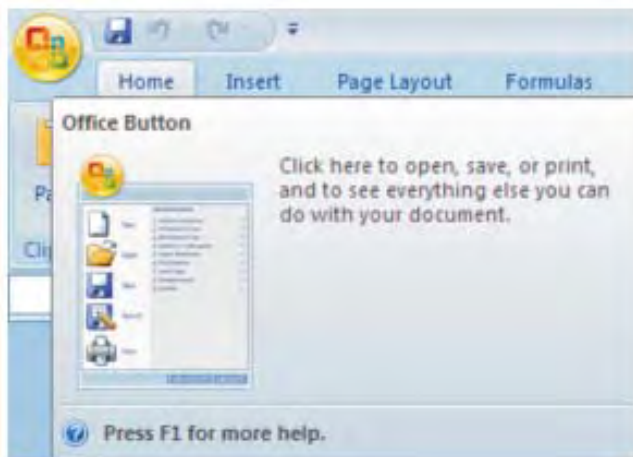 Home Insert Page Layout Formulas
Office Button
Click here to open, save, or print,
and to see everything else you can
do with your document.
Press F1 for more help.